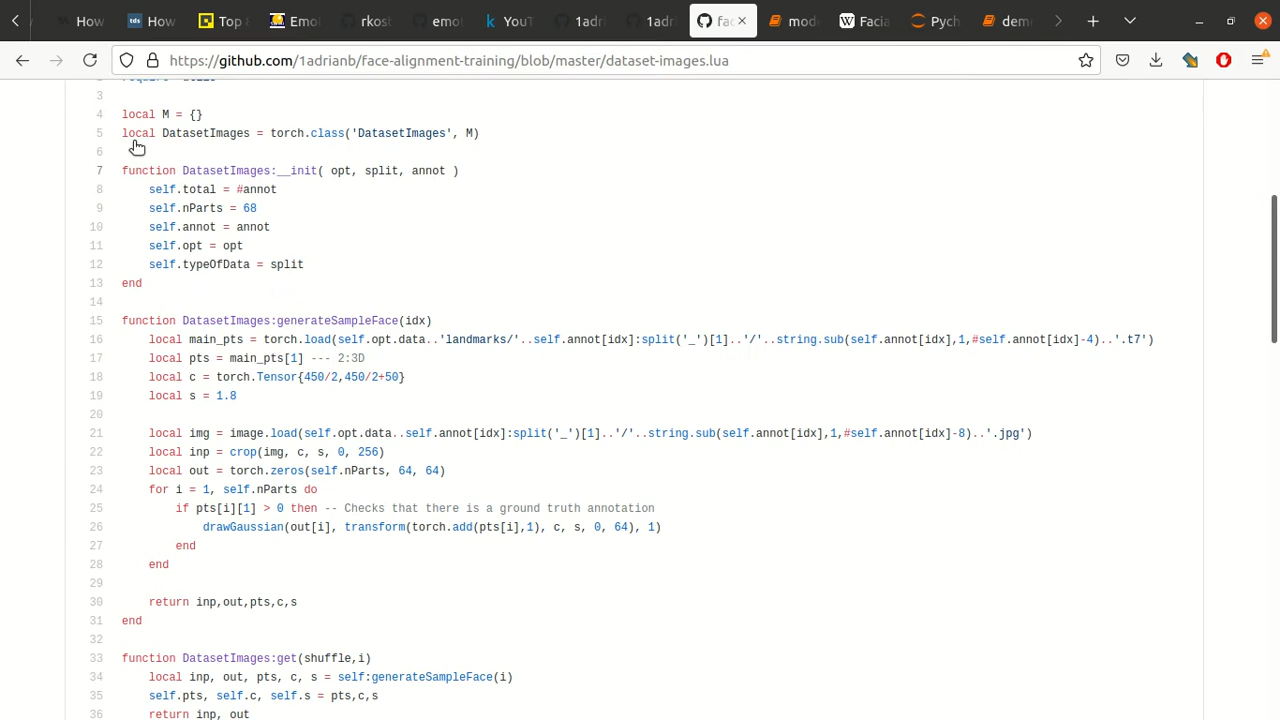 How
tds
How
Top 8
Emot
rkost
emot
YouT
1adri
1adri
fac
mode
Facia
Pych
demr
https://github.com/1adrianb/face-alignment-training/blob/master/dataset-images.lua
3
4 local M = {}
5 local DatasetImages = torch.class('DatasetImages', M)
6
7 function DatasetImages:__init( opt, split, annot )
8 self.total = #annot
9 self.nParts = 68
10 self.annot = annot
11 self.opt = opt
12 self.typeOfData = split
13 end
14
15 function DatasetImages:generateSampleFace(idx)
16 local main_pts = torch.load(self.opt.data..'landmarks/'..self.annot[idx]:split('_')[1]..'/'..string.sub(self.annot[idx],1,#self.annot[idx]-4)..'.t7')
17 local pts = main_pts[1] --- 2:3D
18 local c = torch.Tensor{450/2,450/2+50}
19 local s = 1.8
20
21 local img = image.load(self.opt.data..self.annot[idx]:split('_')[1]..'/'..string.sub(self.annot[idx],1,#self.annot[idx]-8)..'.jpg')
22 local inp = crop(img, c, s, 0, 256)
23 local out = torch.zeros(self.nParts, 64, 64)
24 for i = 1, self.nParts do
25 if pts[i][1] > 0 then -- Checks that there is a ground truth annotation
26 drawGaussian(out[i], transform(torch.add(pts[i],1), c, s, 0, 64), 1)
27 end
28 end
29
30 return inp,out,pts,c,s
31 end
32
33 function DatasetImages:get(shuffle,i)
34 local inp, out, pts, c, s = self:generateSampleFace(i)
35 self.pts, self.c, self.s = pts,c,s
36 return inp, out